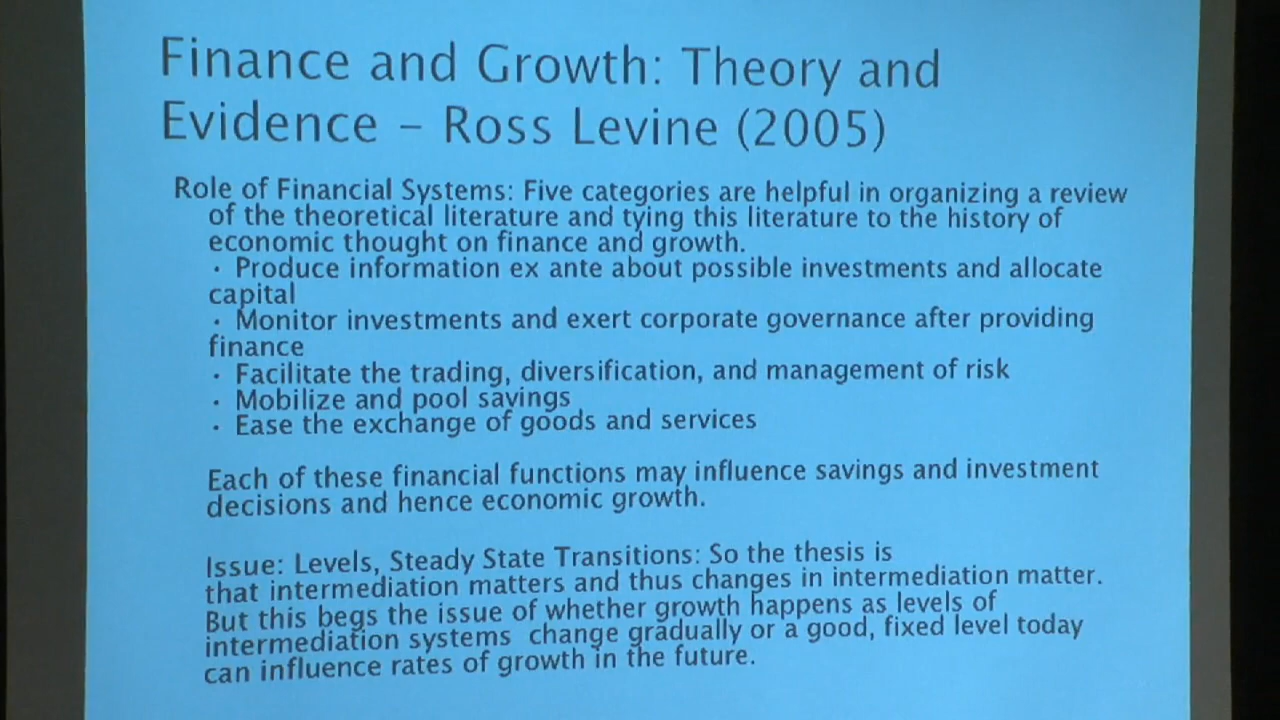 Finance and Growth: Theory and
Evidence – Ross Levine (2005)
Role of Financial Systems: Five categories are helpful in organizing a review
of the theoretical literature and tying this literature to the history of
economic thought on finance and growth.
· Produce information ex ante about possible investments and allocate
capital
· Monitor investments and exert corporate governance after providing
finance
· Facilitate the trading, diversification, and management of risk
· Mobilize and pool savings
· Ease the exchange of goods and services
Each of these financial functions may influence savings and investment
decisions and hence economic growth.
Issue: Levels, Steady State Transitions: So the thesis is
that intermediation matters and thus changes in intermediation matter.
But this begs the issue of whether growth happens as levels of
intermediation systems change gradually or a good, fixed level today
can influence rates of growth in the future.